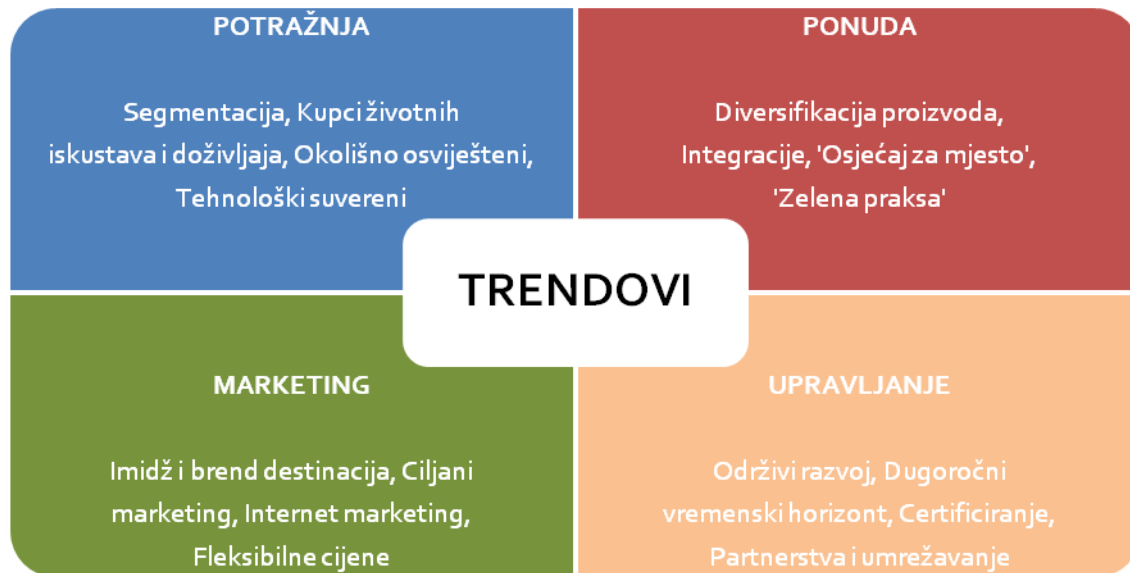 POTRAŽNJA
Segmentacija, Kupci životnih
iskustava i doživljaja, Okolišno osviješteni,
Tehnološki suvereni
PONUDA
Diversifikacija proizvoda,
Integracije, 'Osjećaj za mjesto',
'Zelena praksa'
TRENDOVI
MARKETING
Imidž i brend destinacija, Ciljani
marketing, Internet marketing,
Fleksibilne cijene
UPRAVLJANJE
Održivi razvoj, Dugoročni
vremenski horizont, Certificiranje,
Partnerstva i umrežavanje